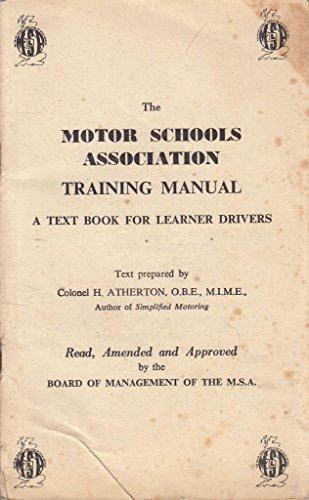 The
MOTOR SCHOOLS
ASSOCIATION
TRAINING MANUAL
A TEXT BOOK FOR LEARNER DRIVERS
Text prepared by
Colonel H. ATHERTON, O.B.E., M.I.M.E.,
Author of Simplified Motoring
Read, Amended and Approved
by the
BOARD OF MANAGEMENT OF THE M.S.A.